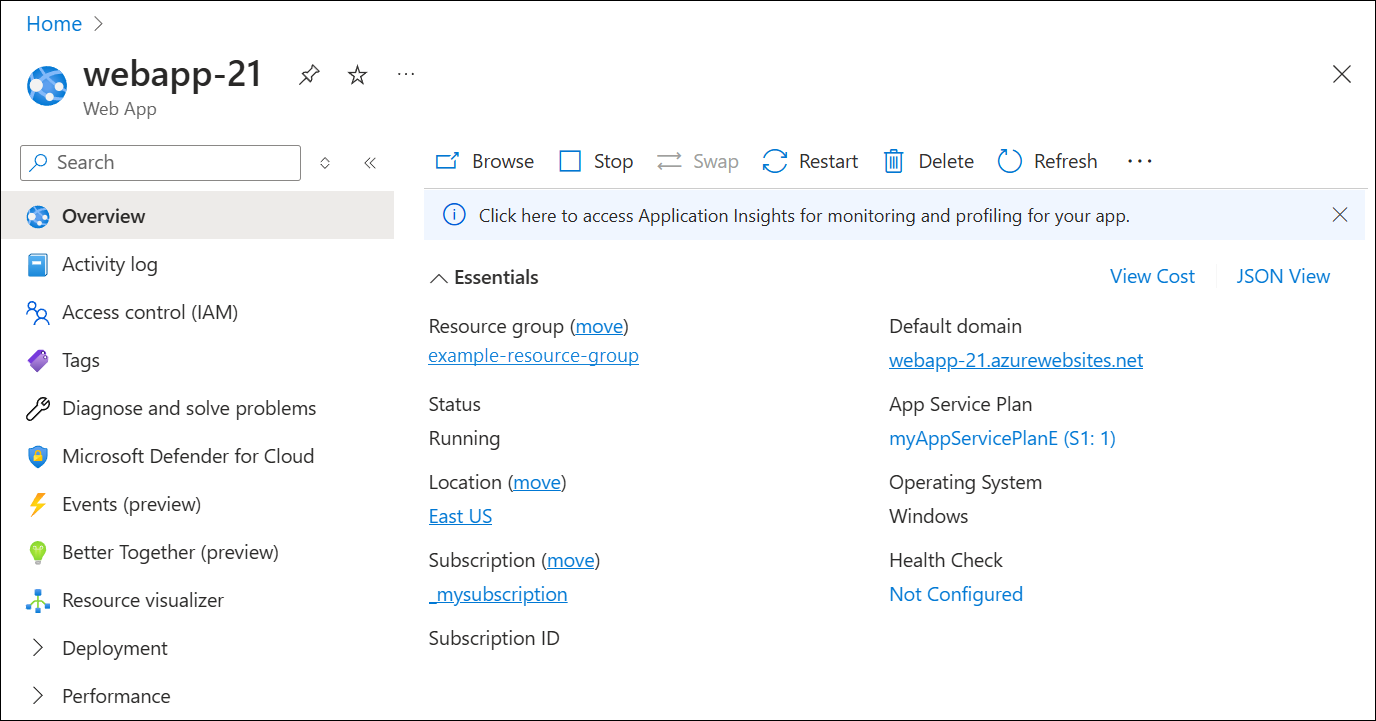 Home
webapp-21
Web App
Search
Overview
Activity log
Access control (IAM)
Tags
Diagnose and solve problems
Microsoft Defender for Cloud
Events (preview)
Better Together (preview)
Resource visualizer
Deployment
Performance
Browse Stop Swap Restart Delete Refresh
Click here to access Application Insights for monitoring and profiling for your app.
Essentials View Cost JSON View
Resource group (move)
example-resource-group
Status
Running
Location (move)
East US
Subscription (move)
_mysubscription
Subscription ID
Default domain
webapp-21.azurewebsites.net
App Service Plan
myAppServicePlanE (S1: 1)
Operating System
Windows
Health Check
Not Configured